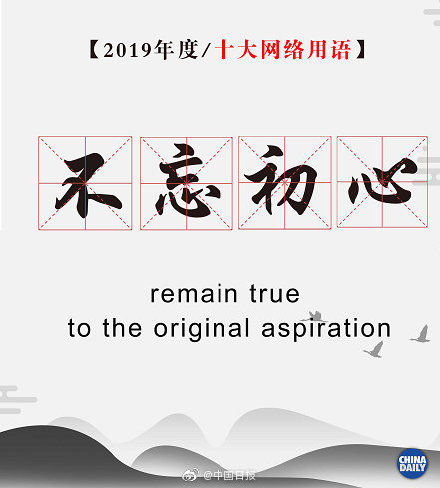 【2019年度/十大网络用语】
不忘初心
remain true
to the original aspiration
CHINA
DAILY
@中国日报